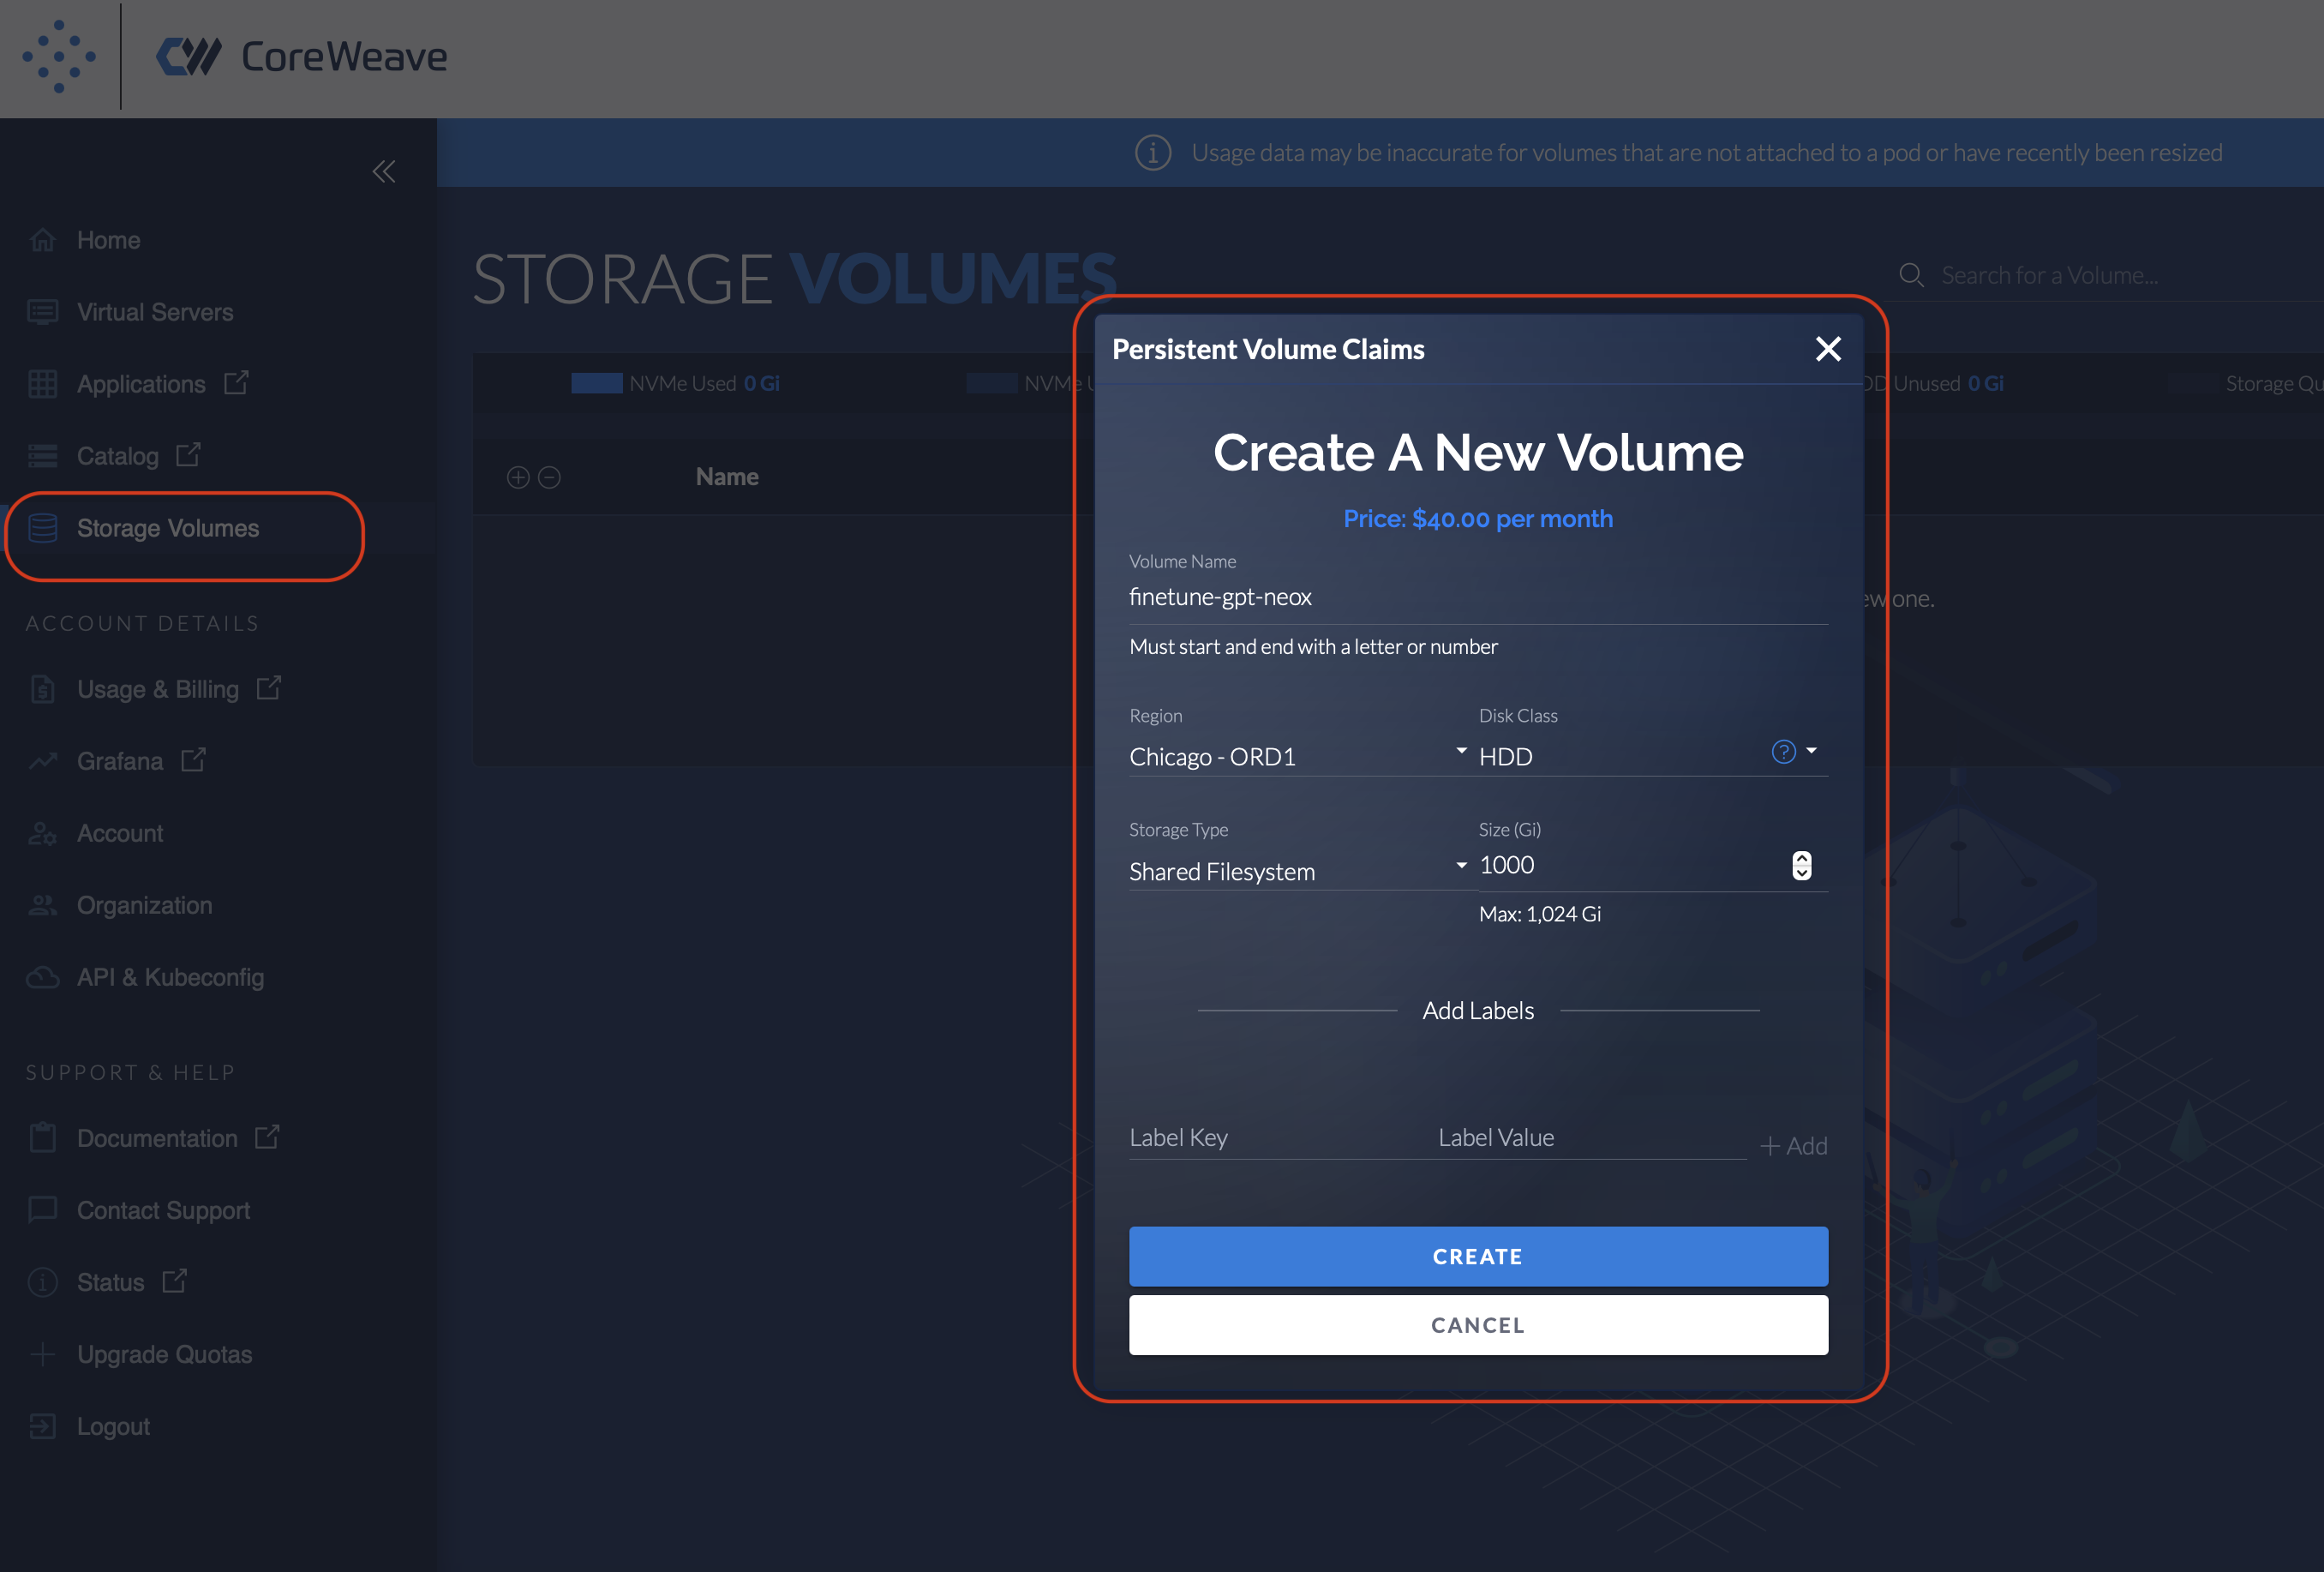 CoreWeave
Usage data may be inaccurate for volumes that are not attached to a pod or have recently been resized
Home
Virtual Servers
Applications
Catalog
Storage Volumes
ACCOUNT DETAILS
Usage & Billing
Grafana
Account
Organization
API & Kubeconfig
SUPPORT & HELP
Documentation
Contact Support
Status
Upgrade Quotas
Logout
STORAGE VOLUMES
Search for a Volume...
NVMe Used 0 Gi
NVMe
Unused 0 Gi
Storage
Name
one.
Persistent Volume Claims
Create A New Volume
Price: $40.00 per month
Volume Name
finetune-gpt-neox
Must start and end with a letter or number
Region
Disk Class
Chicago - ORD1
HDD
?
Storage Type
Size (Gi)
Shared Filesystem
1000
Max: 1,024 Gi
Add Labels
Label Key
Label Value
+ Add
CREATE
CANCEL